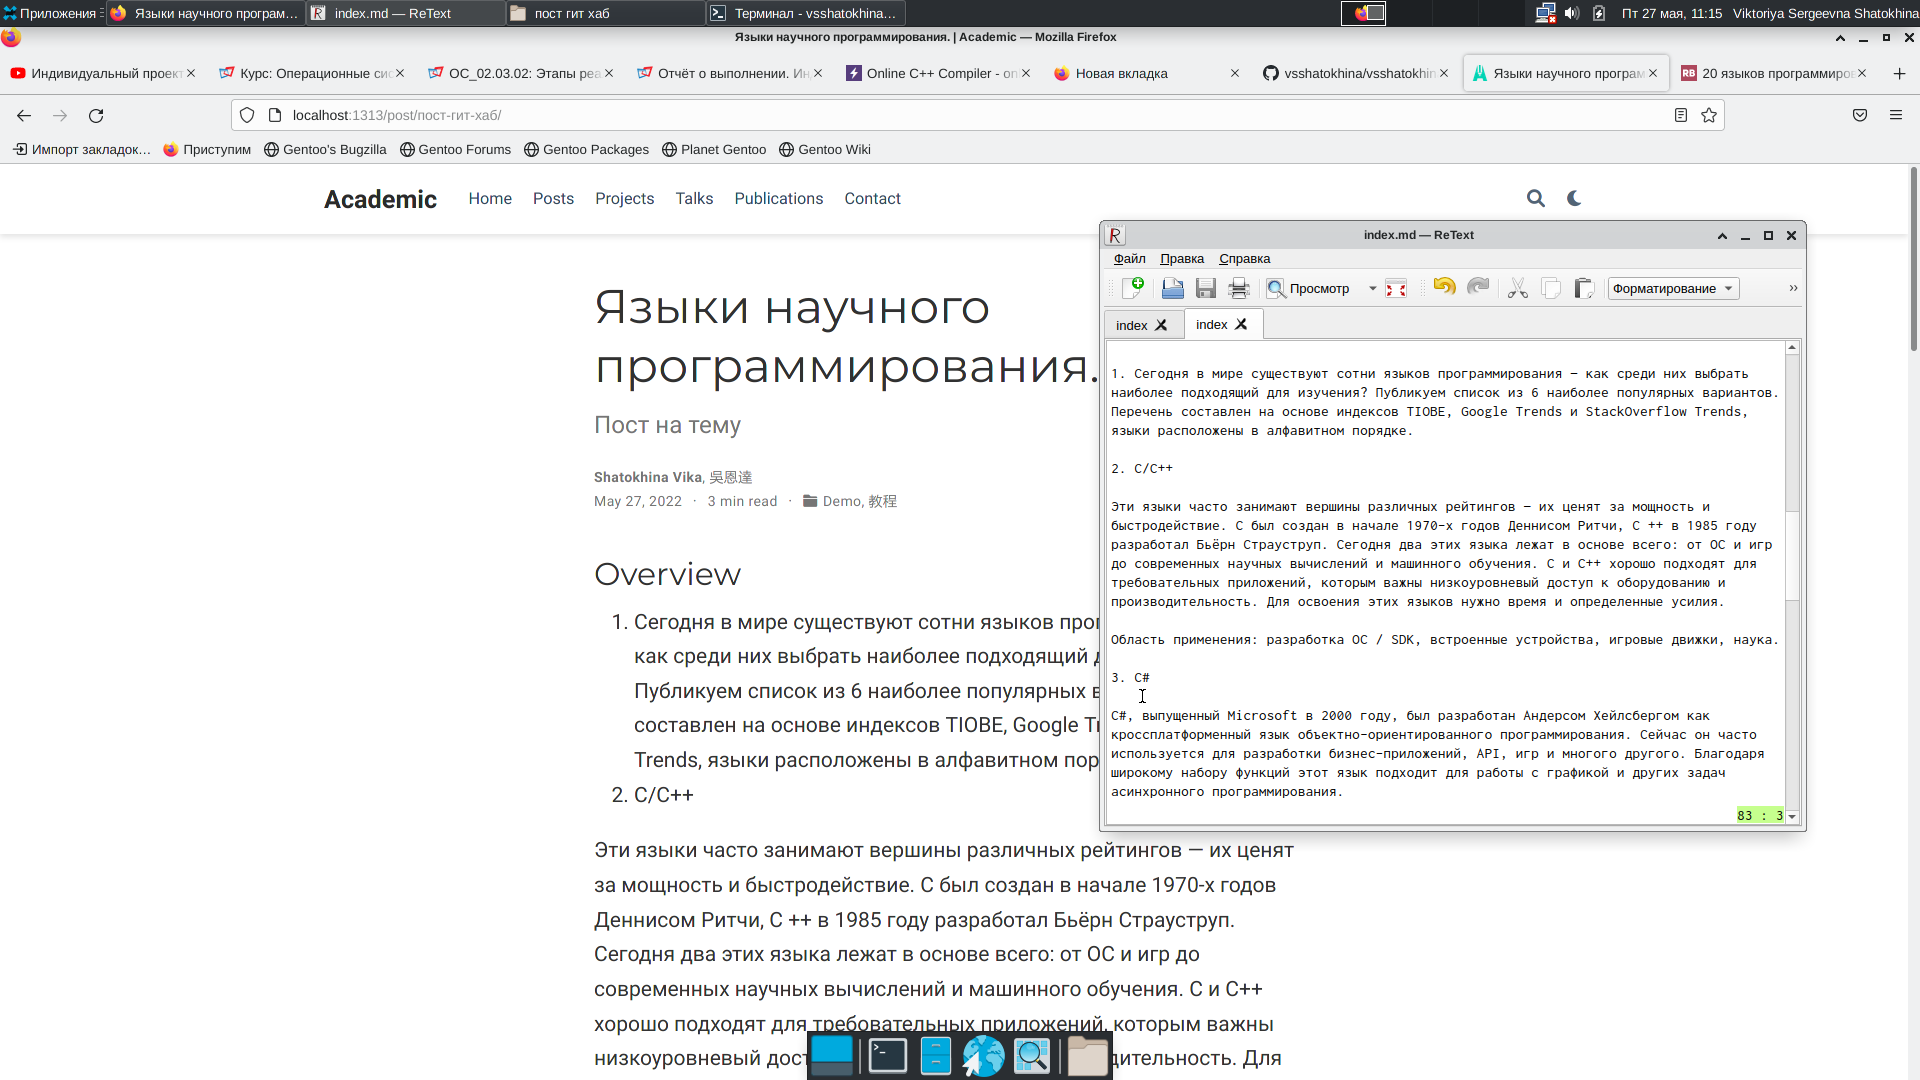 Приложения
Языки научного програм…
index.md — ReText
пост гит хаб
Терминал - vsshatokhina…
Пт 27 мая, 11:15
Viktoriya Sergeevna Shatokhina
Языки научного программирования. | Academic — Mozilla Firefox
Индивидуальный проект
Курс: Операционные сис
ОС_02.03.02: Этапы реа
Отчёт о выполнении. Ин
Online C++ Compiler - on
Новая вкладка
vsshatokhina/vsshatokhin
Языки научного програм
20 языков программиро
localhost:1313/post/пост-гит-хаб/
Импорт закладок…
Приступим
Gentoo's Bugzilla
Gentoo Forums
Gentoo Packages
Planet Gentoo
Gentoo Wiki
Academic
Home
Posts
Projects
Talks
Publications
Contact
Языки научного
программирования.
Пост на тему
Shatokhina Vika, 吳恩達
May 27, 2022 · 3 min read · Demo, 教程
Overview
1. Сегодня в мире существуют сотни языков прог
как среди них выбрать наиболее подходящий д
Публикуем список из 6 наиболее популярных в
составлен на основе индексов TIOBE, Google Tr
Trends, языки расположены в алфавитном пор
2. C/C++
Эти языки часто занимают вершины различных рейтингов — их ценят
за мощность и быстродействие. C был создан в начале 1970-х годов
Деннисом Ритчи, C ++ в 1985 году разработал Бьёрн Страуструп.
Сегодня два этих языка лежат в основе всего: от ОС и игр до
современных научных вычислений и машинного обучения. C и C++
хорошо подходят для требовательных приложений, которым важны
низкоуровневый дост
дительность. Для
index.md — ReText
Файл
Правка
Справка
Просмотр
Форматирование
index
index
1. Сегодня в мире существуют сотни языков программирования — как среди них выбрать
наиболее подходящий для изучения? Публикуем список из 6 наиболее популярных вариантов.
Перечень составлен на основе индексов TIOBE, Google Trends и StackOverflow Trends,
языки расположены в алфавитном порядке.
2. C/C++
Эти языки часто занимают вершины различных рейтингов — их ценят за мощность и
быстродействие. C был создан в начале 1970-х годов Деннисом Ритчи, C ++ в 1985 году
разработал Бьёрн Страуструп. Сегодня два этих языка лежат в основе всего: от ОС и игр
до современных научных вычислений и машинного обучения. C и C++ хорошо подходят для
требовательных приложений, которым важны низкоуровневый доступ к оборудованию и
производительность. Для освоения этих языков нужно время и определенные усилия.
Область применения: разработка ОС / SDK, встроенные устройства, игровые движки, наука.
3. C#
C#, выпущенный Microsoft в 2000 году, был разработан Андерсом Хейлсбергом как
кроссплатформенный язык объектно-ориентированного программирования. Сейчас он часто
используется для разработки бизнес-приложений, API, игр и многого другого. Благодаря
широкому набору функций этот язык подходит для работы с графикой и других задач
асинхронного программирования.
83 : 3